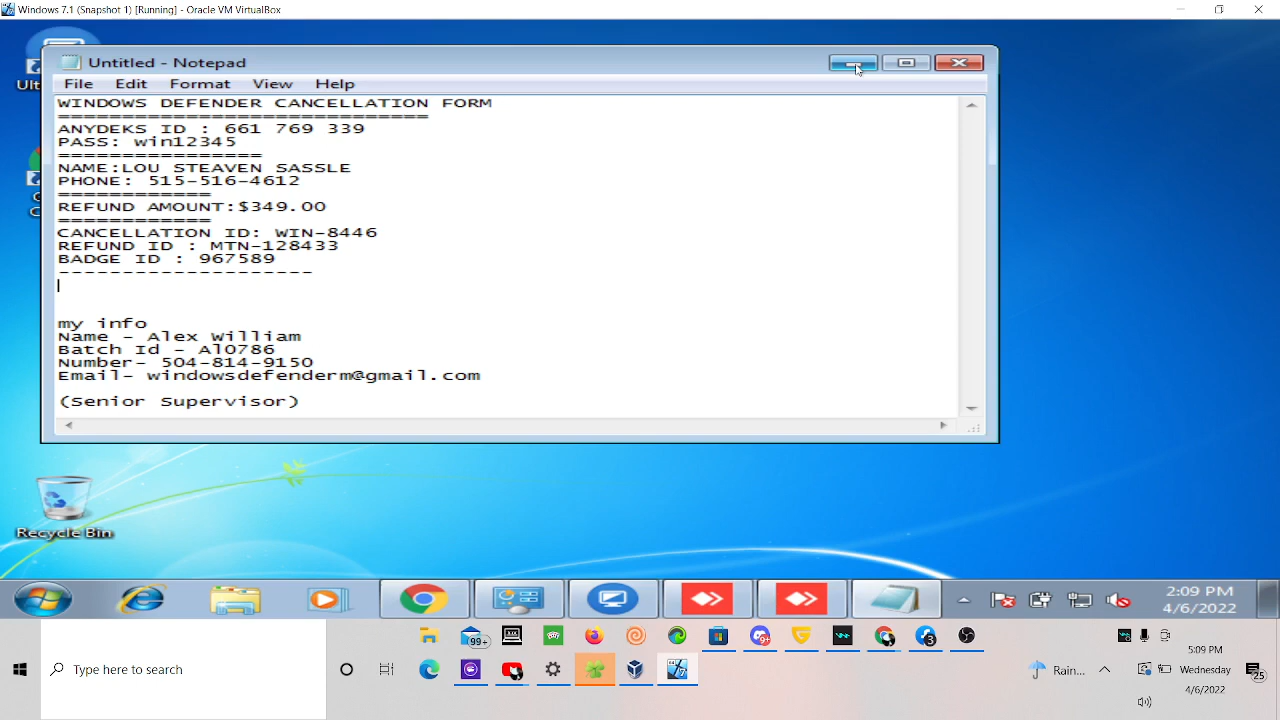 Windows 7.1 (Snapshot 1) [Running] - Oracle VM VirtualBox
Untitled - Notepad
File Edit Format View Help
WINDOWS DEFENDER CANCELLATION FORM
=============================
ANYDEKS ID : 661 769 339
PASS: win12345
================
NAME:LOU STEAVEN SASSLE
PHONE: 515-516-4612
============
REFUND AMOUNT:$349.00
============
CANCELLATION ID: WIN-8446
REFUND ID : MTN-128433
BADGE ID : 967589
--------------------
my info
Name - Alex William
Batch Id - Al0786
Number- 504-814-9150
Email- windowsdefenderm@gmail.com
(Senior Supervisor)
Ult
Recycle Bin
2:09 PM
4/6/2022
99+
9+
3
Type here to search
Rain...
5:09 PM
Wednesday
4/6/2022
25